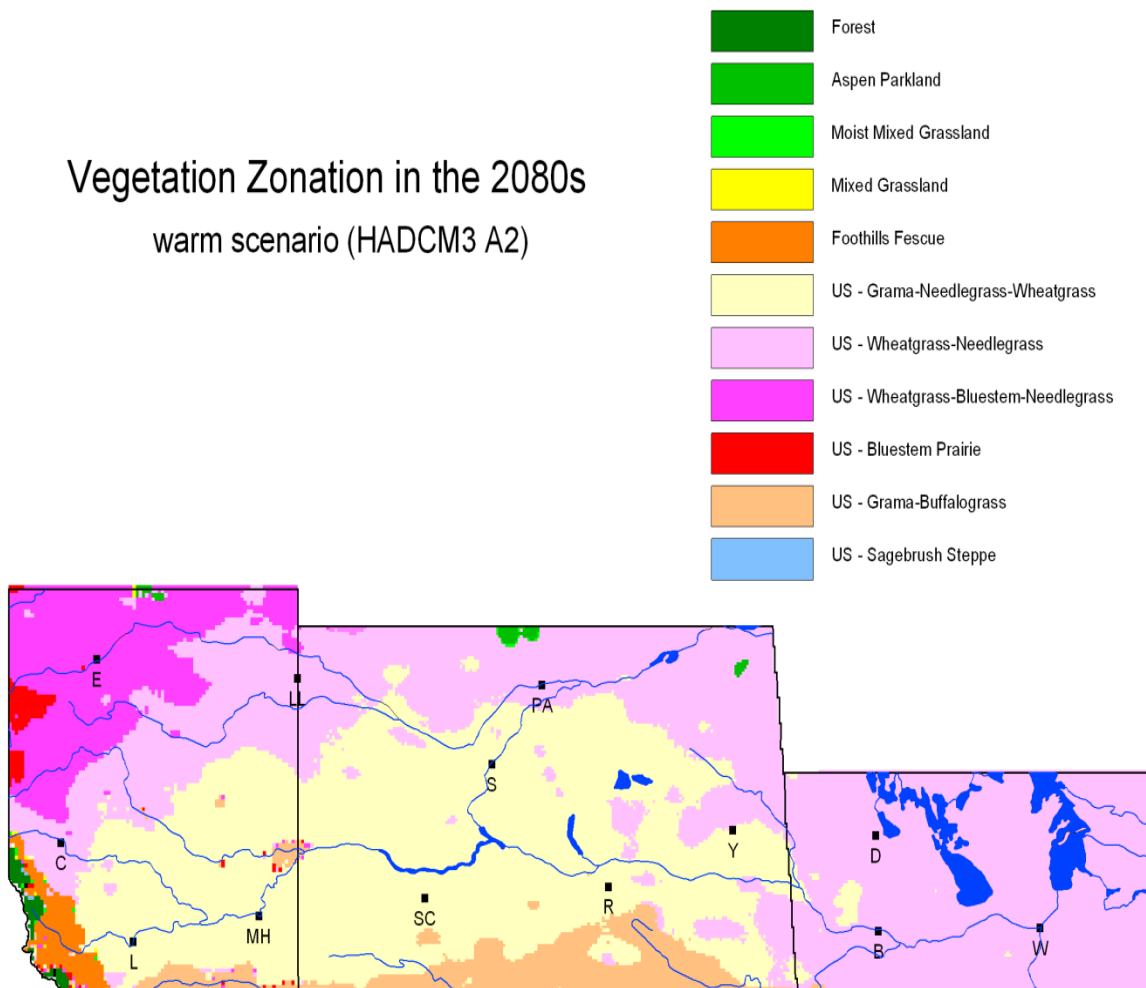 Forest
Aspen Parkland
Moist Mixed Grassland
Vegetation Zonation in the 2080s
Mixed Grassland
warm scenario (HADCM3 A2)
Foothills Fescue
US - Grama-Needlegrass-Wheatgrass
US - Wheatgrass-Needlegrass
US - Wheatgrass-Bluestem-Needlegrass
US - Bluestem Prairie
US - Grama-Buffalograss
US - Sagebrush Steppe
E
LL
PA
S
C
Y
D
MH
SC
R
L
B
W